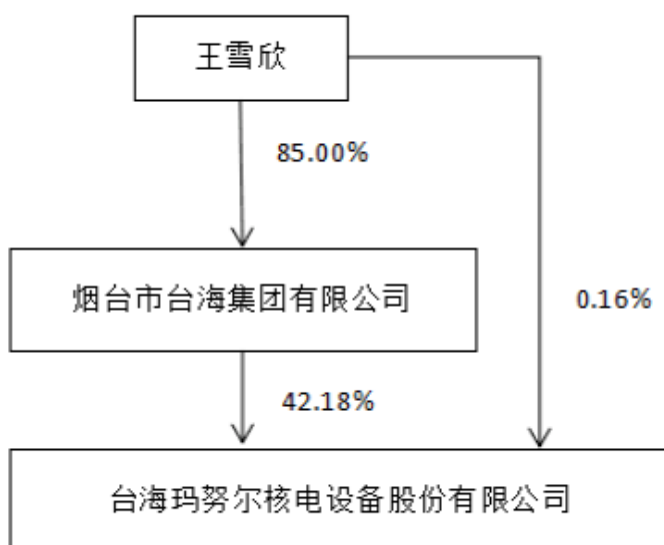 王雪欣
85.00%
烟台市台海集团有限公司
0.16%
42.18%
台海玛努尔核电设备股份有限公司